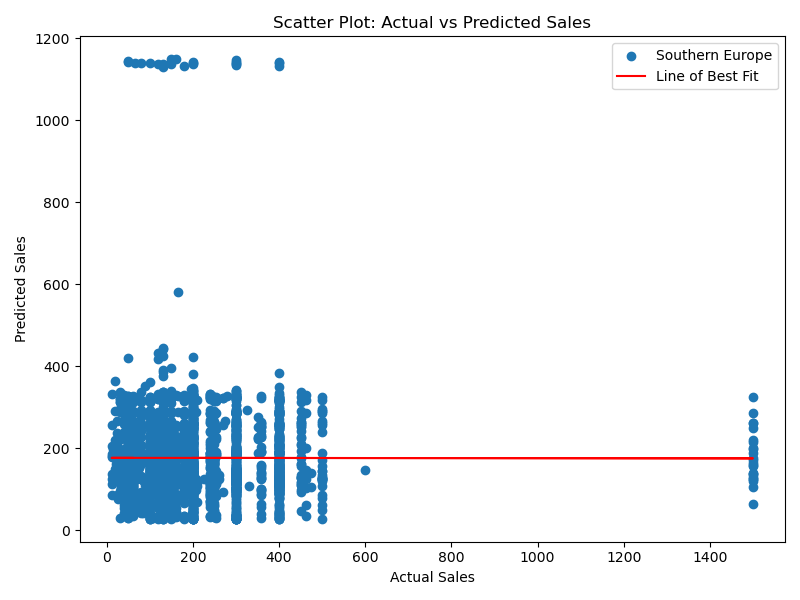 Scatter Plot: Actual vs Predicted Sales
Southern Europe
Line of Best Fit
Predicted Sales
1200
1000
800
600
400
200
0
0 200 400 600 800 1000 1200 1400
Actual Sales